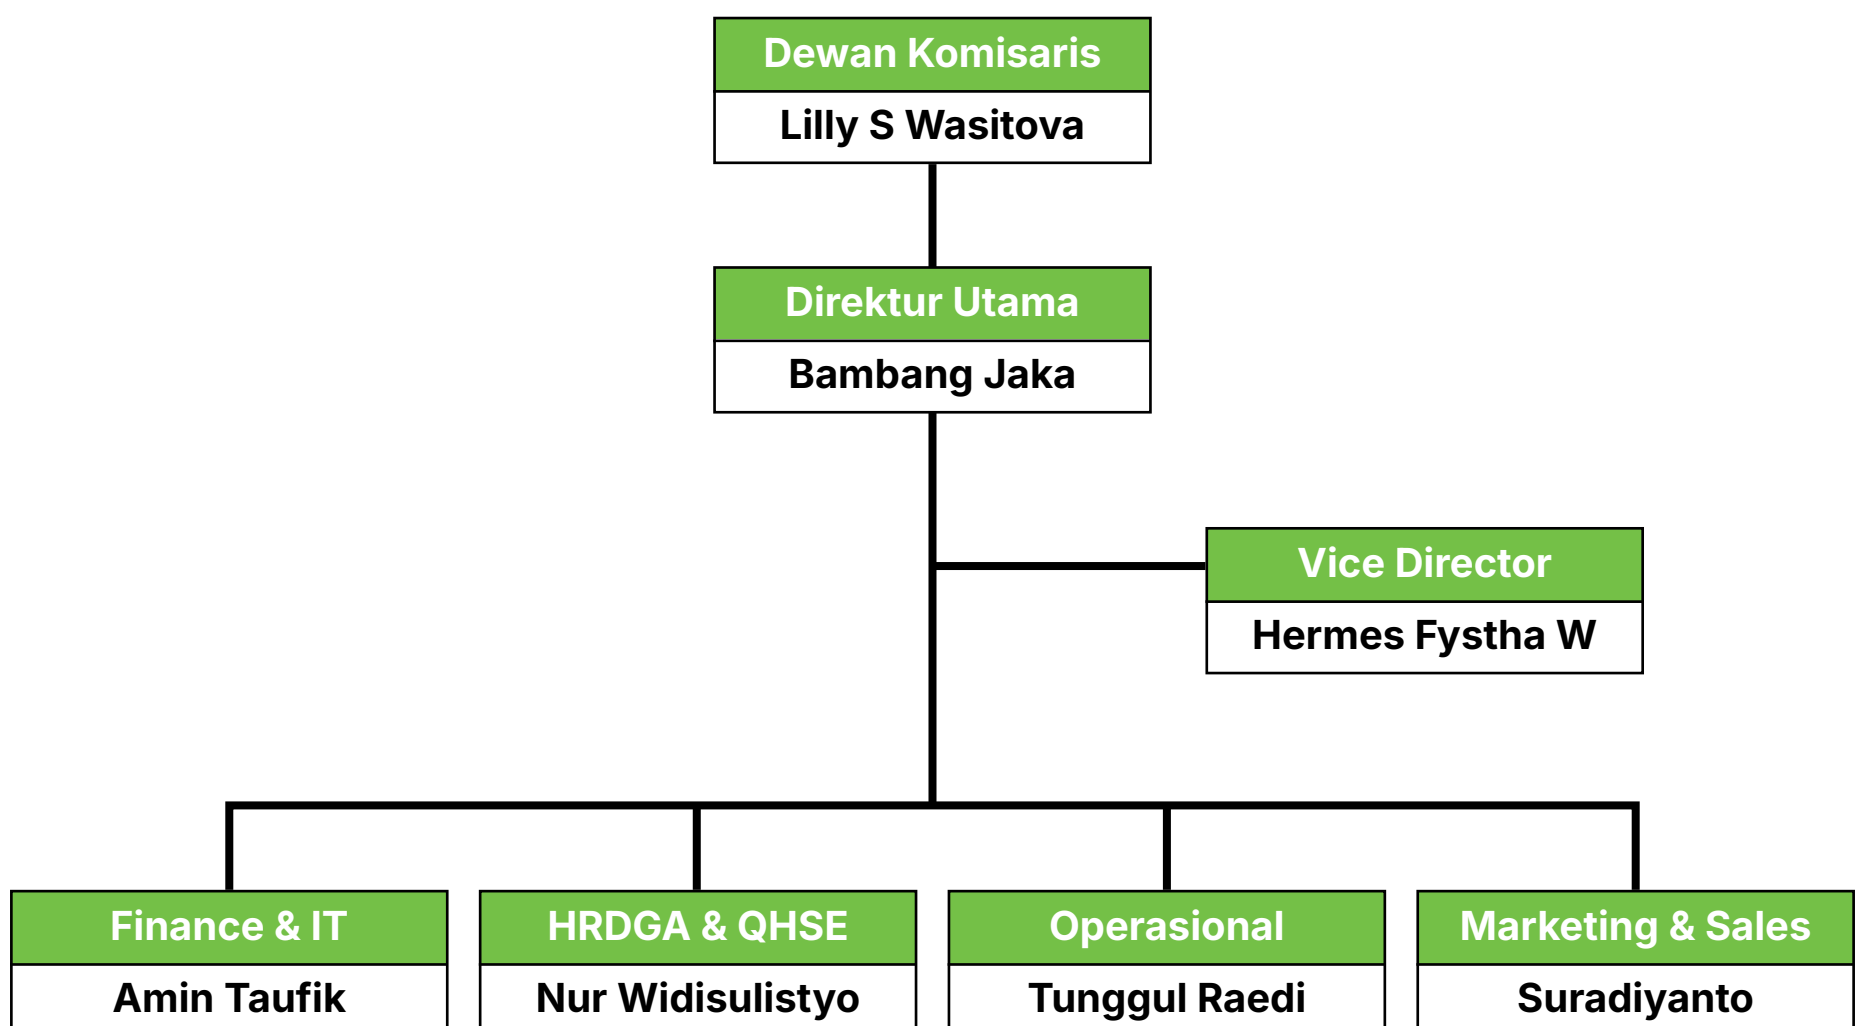 Dewan Komisaris
Lilly S Wasitova
Direktur Utama
Bambang Jaka
Vice Director
Hermes Fystha W
Finance & IT
Amin Taufik
HRDGA & QHSE
Nur Widisulistyo
Operasional
Tunggul Raedi
Marketing & Sales
Suradiyanto